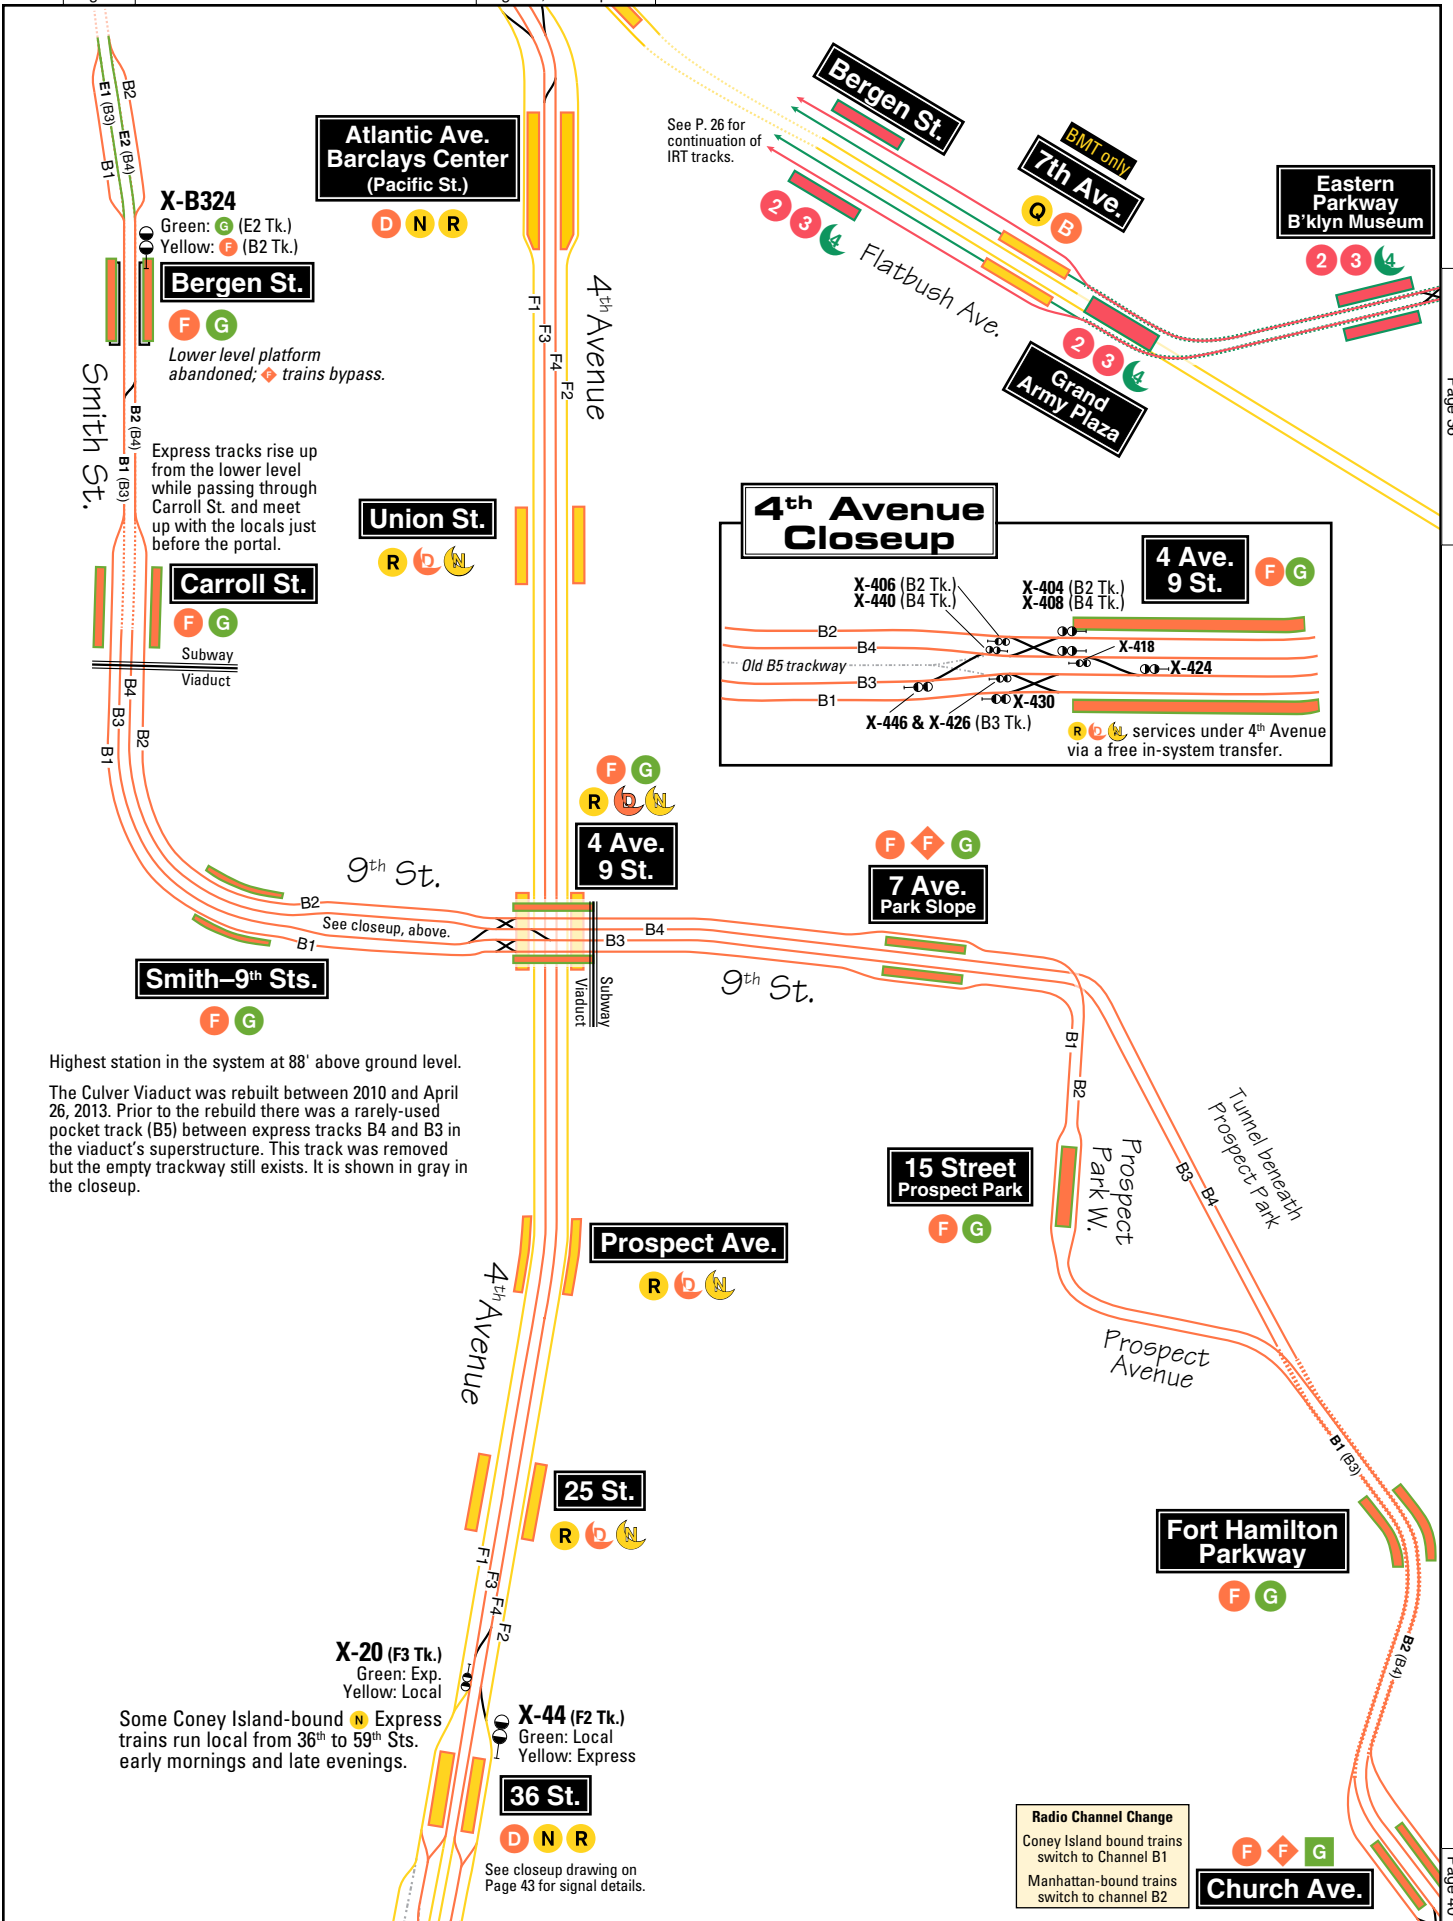 E1 (B3)
B2
E2 (B4)
B1
X-B324
Green: G (E2 Tk.)
Yellow: F (B2 Tk.)
Bergen St.
F G
Lower level platform
abandoned; F trains bypass.
Smith St.
B2 (B4)
B1 (B3)
Express tracks rise up
from the lower level
while passing through
Carroll St. and meet
up with the locals just
before the portal.
Carroll St.
F G
Subway
Viaduct
B4
B3
B2
B1
Atlantic Ave.
Barclays Center
(Pacific St.)
D N R
F1
F3
F4
F2
4th Avenue
Union St.
R D N
See P. 26 for
continuation of
IRT tracks.
Bergen St.
2 3 4
BMT only
7th Ave.
Q B
Flatbush Ave.
Eastern
Parkway
B'klyn Museum
2 3 4
2 3 4
Grand
Army Plaza
4th Avenue
Closeup
4 Ave.
9 St.
F G
X-406 (B2 Tk.)
X-440 (B4 Tk.)
X-404 (B2 Tk.)
X-408 (B4 Tk.)
B2
B4
X-418
Old B5 trackway
X-424
B3
B1
X-430
X-446 & X-426 (B3 Tk.)
R D N services under 4th Avenue
via a free in-system transfer.
F G
R D N
4 Ave.
9 St.
9th St.
B2
See closeup, above.
B1
B4
B3
Subway
Viaduct
Smith–9th Sts.
F G
9th St.
F F G
7 Ave.
Park Slope
Highest station in the system at 88' above ground level.
The Culver Viaduct was rebuilt between 2010 and April
26, 2013. Prior to the rebuild there was a rarely-used
pocket track (B5) between express tracks B4 and B3 in
the viaduct's superstructure. This track was removed
but the empty trackway still exists. It is shown in gray in
the closeup.
B1
B2
Tunnel beneath
Prospect Park
B3
B4
15 Street
Prospect Park
F G
Prospect
Park W.
Prospect Ave.
R D N
4th Avenue
Prospect
Avenue
B1 (B3)
25 St.
R D N
F1
F3
F4
F2
Fort Hamilton
Parkway
F G
B2 (B4)
X-20 (F3 Tk.)
Green: Exp.
Yellow: Local
Some Coney Island-bound N Express
trains run local from 36th to 59th Sts.
early mornings and late evenings.
X-44 (F2 Tk.)
Green: Local
Yellow: Express
36 St.
D N R
See closeup drawing on
Page 43 for signal details.
Radio Channel Change
Coney Island bound trains
switch to Channel B1
Manhattan-bound trains
switch to channel B2
F F G
Church Ave.